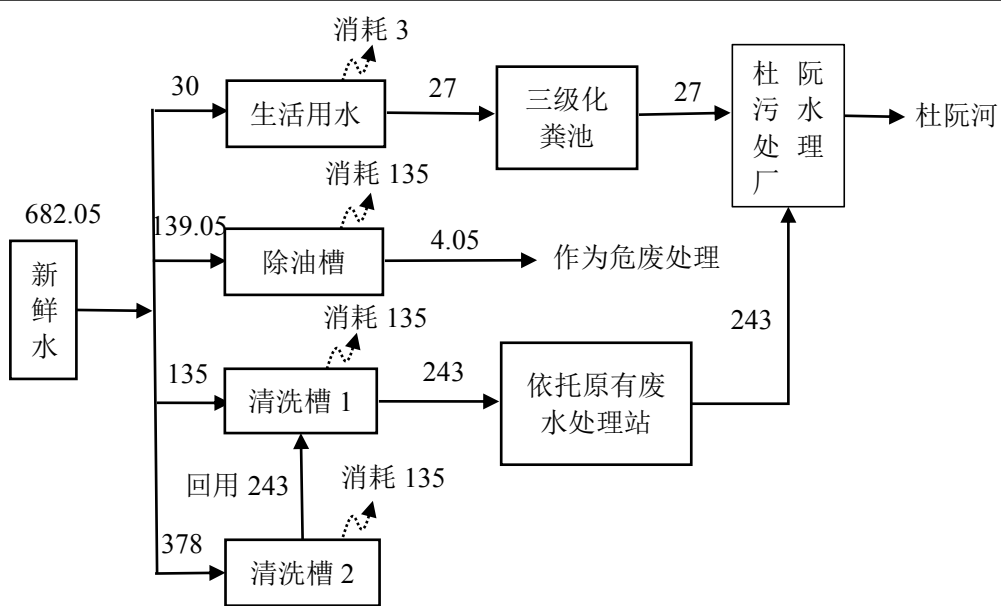 消耗 3
30
生活用水
27
三级化
粪池
27
杜 阮
污 水
处 理
厂
杜阮河
消耗 135
682.05
139.05
除油槽
4.05
作为危废处理
新
鲜
水
消耗 135
135
清洗槽 1
243
依托原有废
水处理站
243
回用 243
消耗 135
378
清洗槽 2